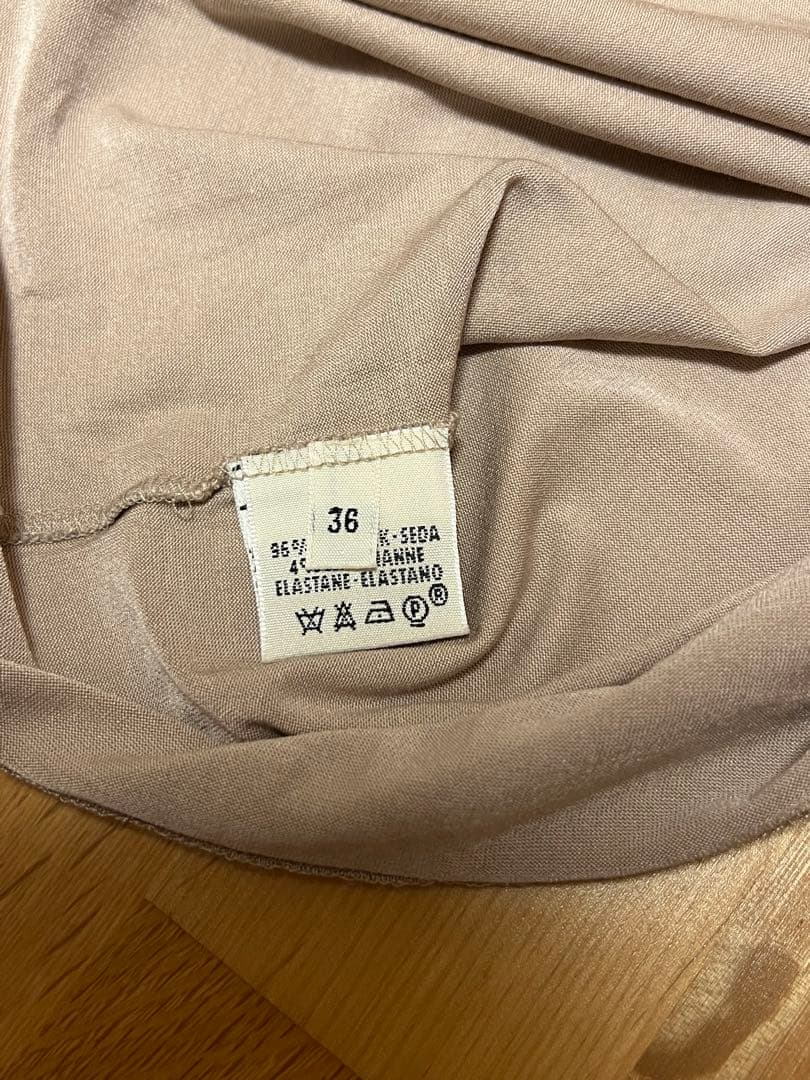 36
96% K-SEDA
4% ANNE
ELASTANE-ELASTANO
P ®